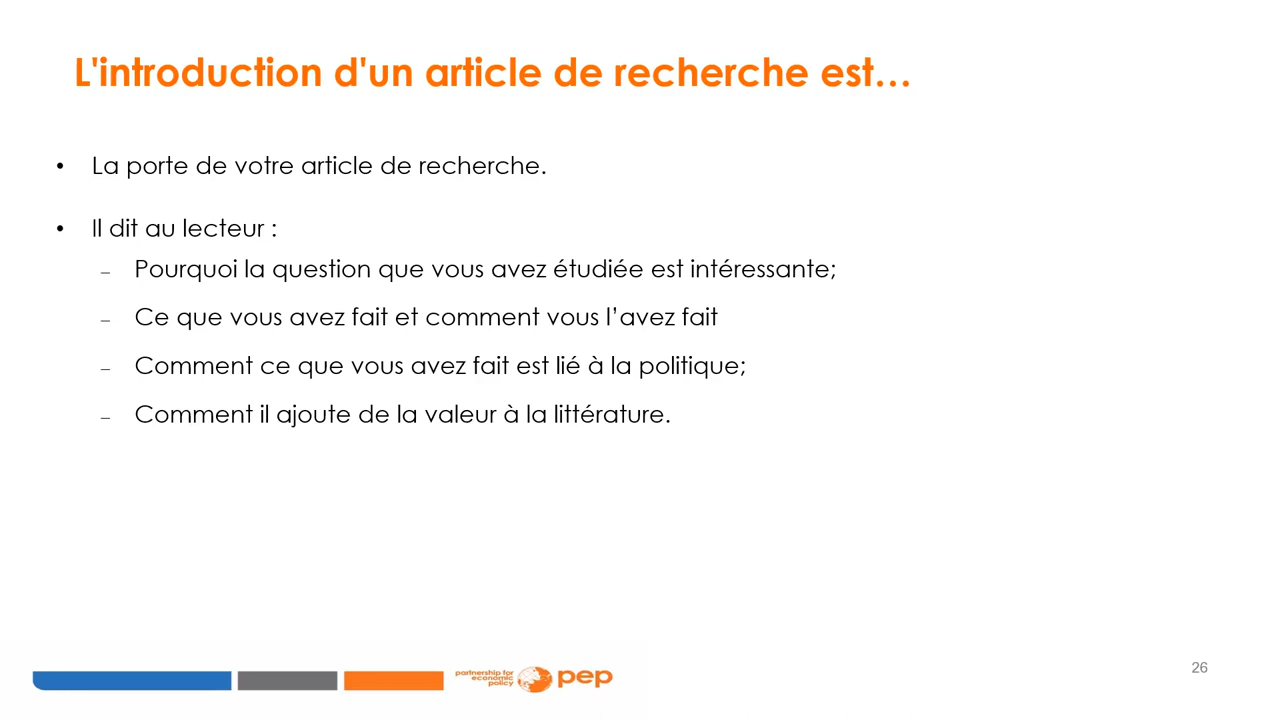 L'introduction d'un article de recherche est…
• La porte de votre article de recherche.
• Il dit au lecteur :
– Pourquoi la question que vous avez étudiée est intéressante;
– Ce que vous avez fait et comment vous l’avez fait
– Comment ce que vous avez fait est lié à la politique;
– Comment il ajoute de la valeur à la littérature.
partnership for
economic
policy
pep
26